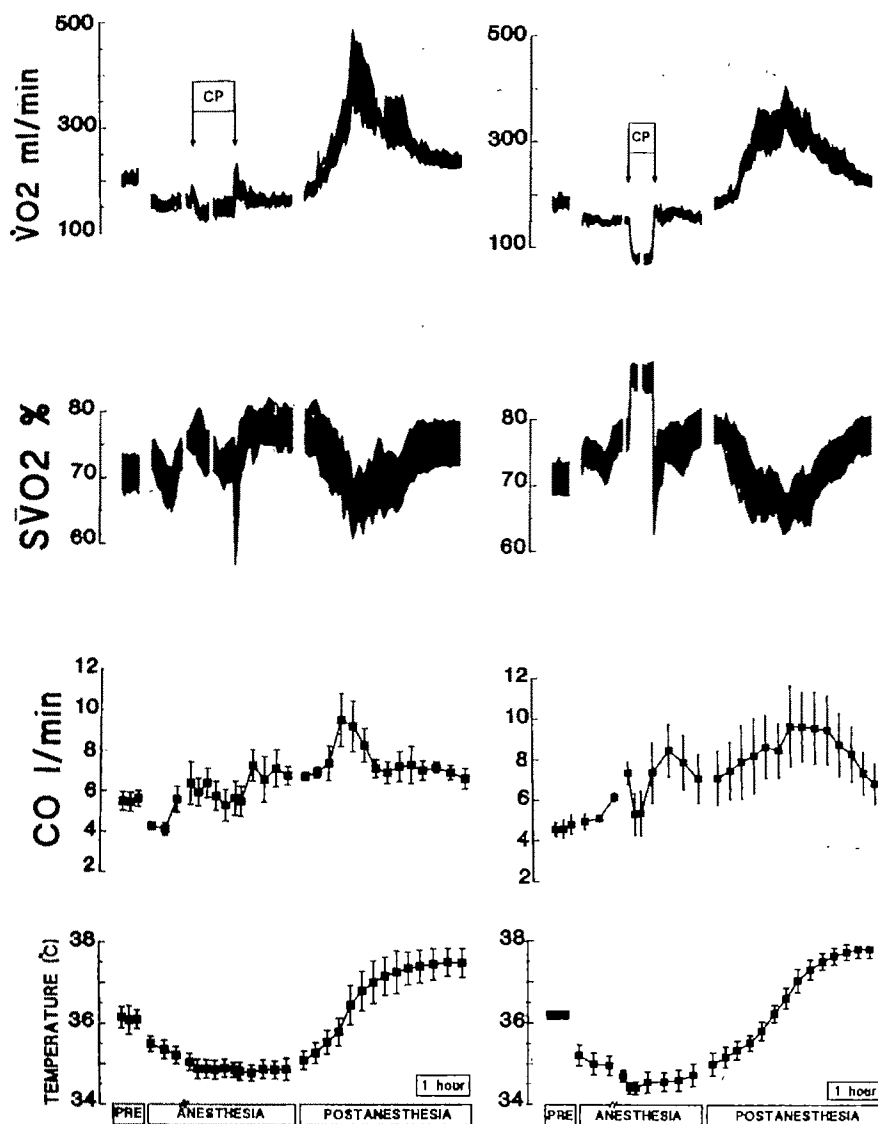 500
300
100
V̇O2 ml/min
CP
500
300
100
CP
80
70
60
SV̄O2 %
80
70
60
12
10
8
6
4
2
CO l/min
12
10
8
6
4
2
38
36
34
TEMPERATURE (°C)
1 hour
PRE
ANESTHESIA
POSTANESTHESIA
38
36
34
1 hour
PRE
ANESTHESIA
POSTANESTHESIA